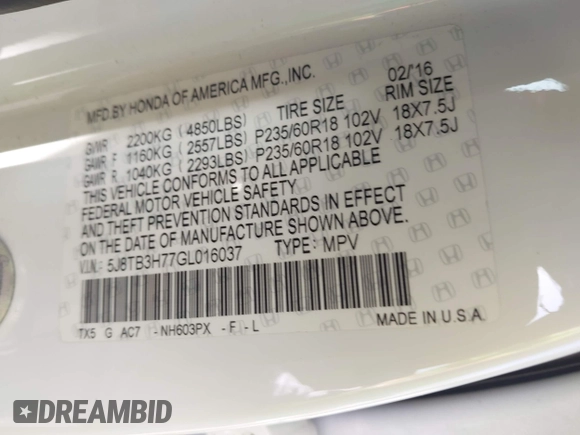 MFD.BY HONDA OF AMERICA MFG.,INC. 02/'16
TIRE SIZE RIM SIZE
GVWR 2200KG (4850LBS)
GAWR F 1160KG (2557LBS) P235/60R18 102V 18X7.5J
GAWR R 1040KG (2293LBS) P235/60R18 102V 18X7.5J
THIS VEHICLE CONFORMS TO ALL APPLICABLE
FEDERAL MOTOR VEHICLE SAFETY,
AND THEFT PREVENTION STANDARDS IN EFFECT
ON THE DATE OF MANUFACTURE SHOWN ABOVE.
V.I.N.: 5J8TB3H77GL016037 TYPE: MPV
TX5 G AC7 -NH603PX -F-L MADE IN U.S.A.
DREAMBID